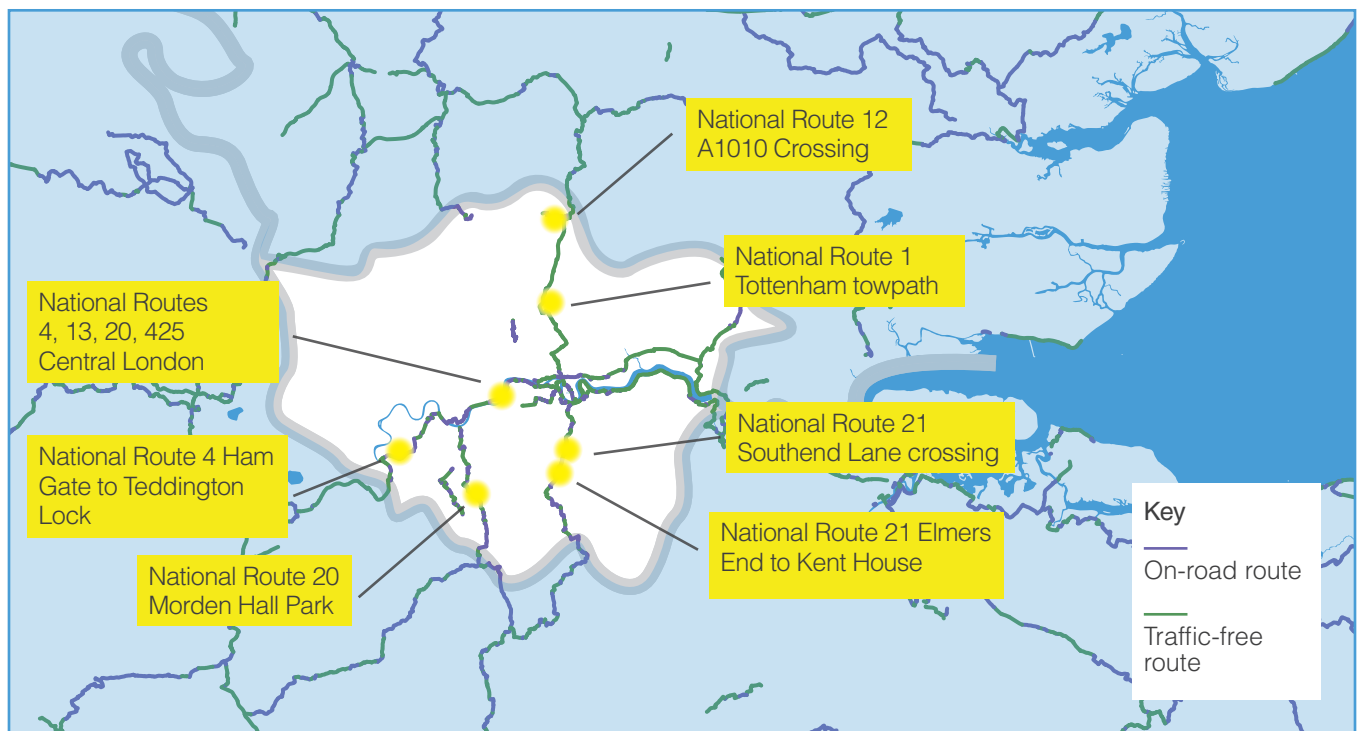 National Route 12
A1010 Crossing
National Route 1
Tottenham towpath
National Routes
4, 13, 20, 425
Central London
National Route 21
Southend Lane crossing
National Route 4 Ham
Gate to Teddington
Lock
National Route 21 Elmers
End to Kent House
National Route 20
Morden Hall Park
Key
On-road route
Traffic-free
route